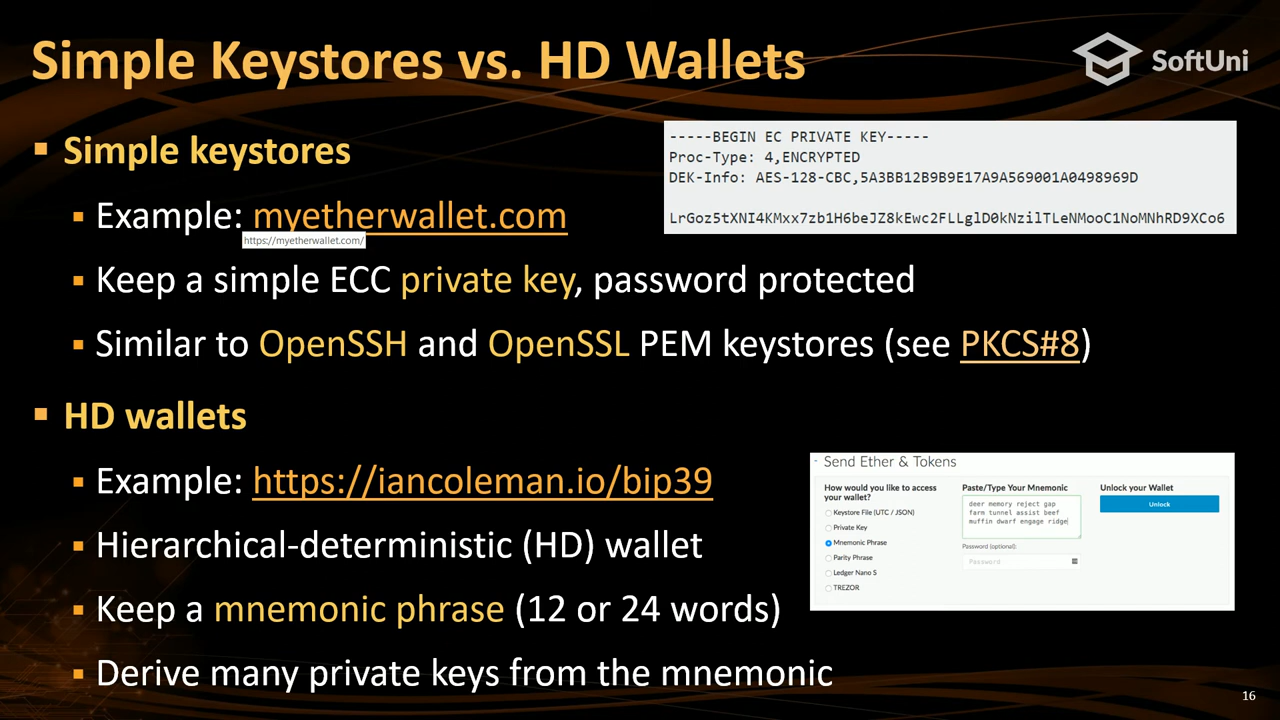 Simple Keystores vs. HD Wallets
SoftUni
Simple keystores
-----BEGIN EC PRIVATE KEY-----
Proc-Type: 4,ENCRYPTED
DEK-Info: AES-128-CBC,5A3BB12B9B9E17A9A569001A0498969D
LrGoz5tXNI4KMxx7zb1H6beJZ8kEwc2FLLglD0kNzilTLeNMooC1NoMNhRD9XCo6
Example: myetherwallet.com
https://myetherwallet.com/
Keep a simple ECC private key, password protected
Similar to OpenSSH and OpenSSL PEM keystores (see PKCS#8)
HD wallets
Example: https://iancoleman.io/bip39
Hierarchical-deterministic (HD) wallet
Keep a mnemonic phrase (12 or 24 words)
Derive many private keys from the mnemonic
- Send Ether & Tokens
How would you like to access
your wallet?
Keystore File (UTC / JSON)
Private Key
Mnemonic Phrase
Parity Phrase
Ledger Nano S
TREZOR
Paste/Type Your Mnemonic
deer memory reject gap
farm tunnel assist beef
muffin dwarf engage ridge
Password (optional):
Password
Unlock your Wallet
Unlock
16